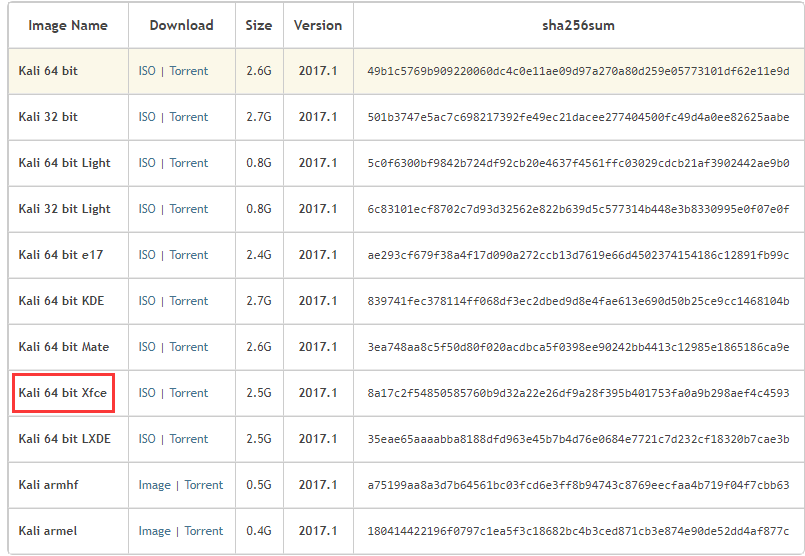 Image Name Download Size Version sha256sum
Kali 64 bit ISO | Torrent 2.6G 2017.1 49b1c5769b909220060dc4c0e11ae09d97a270a80d259e05773101df62e11e9d
Kali 32 bit ISO | Torrent 2.7G 2017.1 501b3747e5ac7c698217392fe49ec21dacee277404500fc49d4a0ee82625aabe
Kali 64 bit Light ISO | Torrent 0.8G 2017.1 5c0f6300bf9842b724df92cb20e4637f4561ffc03029cdcb21af3902442ae9b0
Kali 32 bit Light ISO | Torrent 0.8G 2017.1 6c83101ecf8702c7d93d32562e822b639d5c577314b448e3b8330995e0f07e0f
Kali 64 bit e17 ISO | Torrent 2.4G 2017.1 ae293cf679f38a4f17d090a272ccb13d7619e66d4502374154186c12891fb99c
Kali 64 bit KDE ISO | Torrent 2.7G 2017.1 839741fec378114ff068df3ec2dbed9d8e4fae613e690d50b25ce9cc1468104b
Kali 64 bit Mate ISO | Torrent 2.6G 2017.1 3ea748aa8c5f50d80f020acdbca5f0398ee90242bb4413c12985e1865186ca9e
Kali 64 bit Xfce ISO | Torrent 2.5G 2017.1 8a17c2f54850585760b9d32a22e26df9a28f395b401753fa0a9b298aef4c4593
Kali 64 bit LXDE ISO | Torrent 2.5G 2017.1 35eae65aaaabba8188dfd963e45b7b4d76e0684e7721c7d232cf18320b7cae3b
Kali armhf Image | Torrent 0.5G 2017.1 a75199aa8a3d7b64561bc03fcd6e3ff8b94743c8769eecfaa4b719f04f7cbb63
Kali armel Image | Torrent 0.4G 2017.1 180414422196f0797c1ea5f3c18682bc4b3ced871cb3e874e90de52dd4af877c